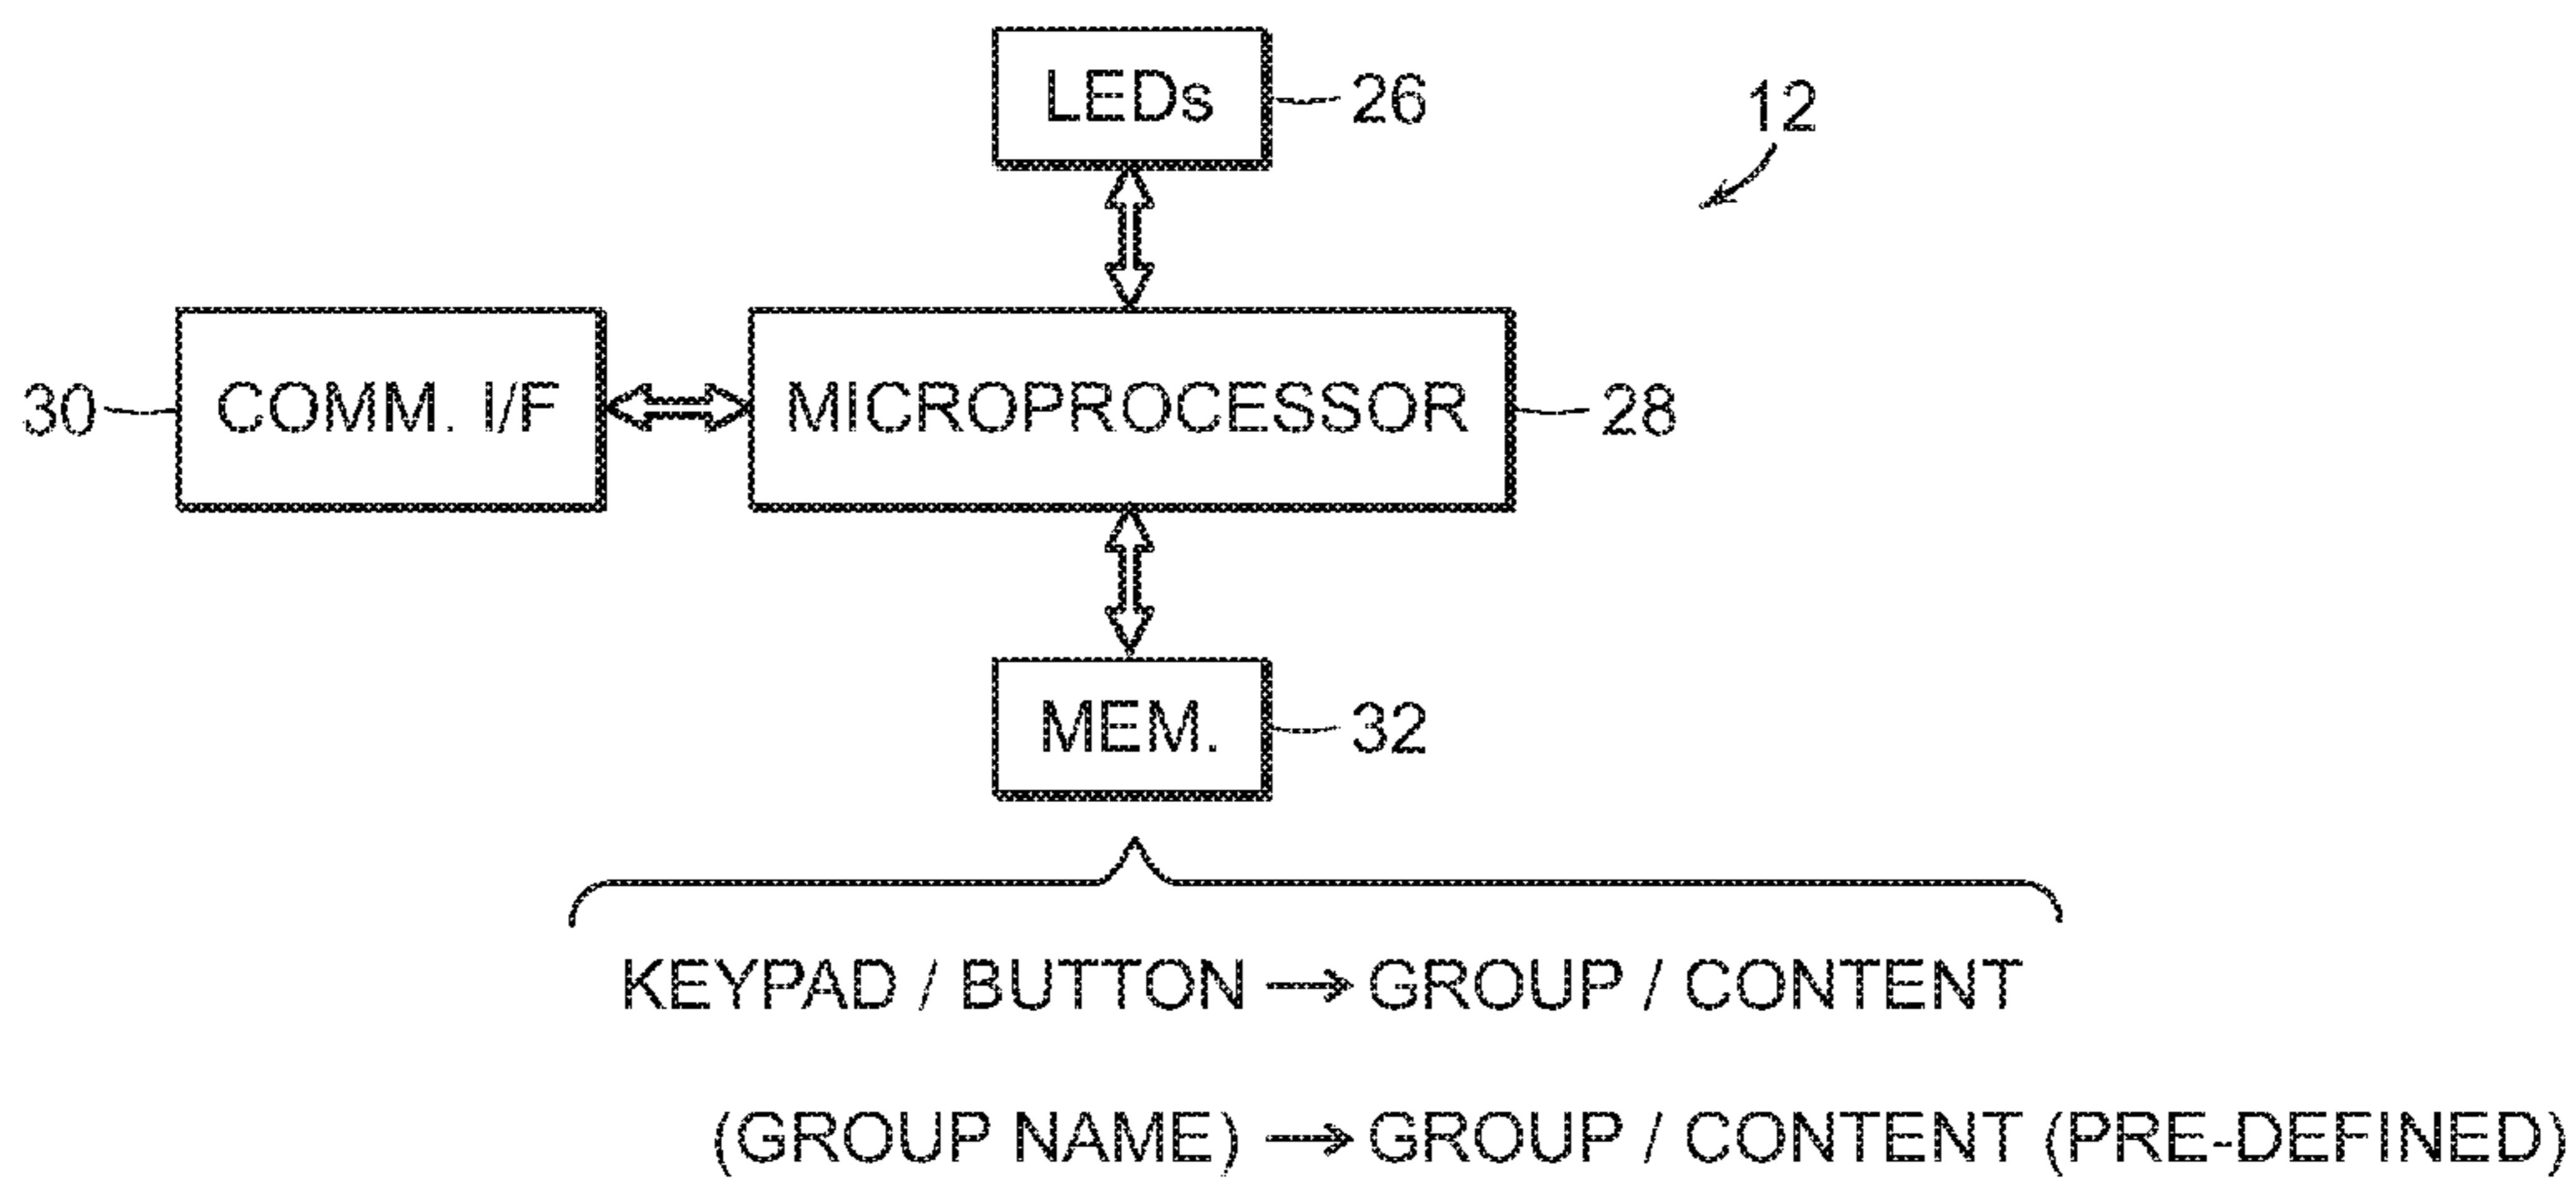 LEDs 26
12
30 COMM. I/F MICROPROCESSOR 28
MEM. 32
KEYPAD / BUTTON → GROUP / CONTENT
(GROUP NAME) → GROUP / CONTENT (PRE-DEFINED)